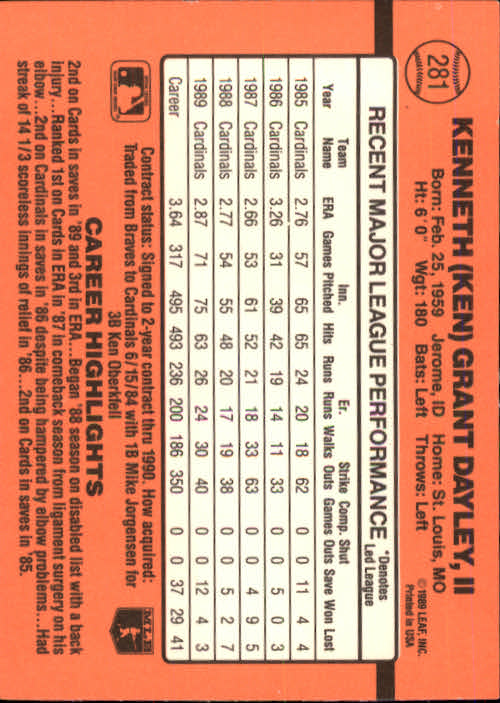 281
KENNETH (KEN) GRANT DAYLEY, II
Born: Feb. 25, 1959 Jerome, ID Home: St. Louis, MO
Ht: 6' 0" Wgt: 180 Bats: Left Throws: Left
©1989 LEAF, INC.
Printed in USA
RECENT MAJOR LEAGUE PERFORMANCE *Denotes Led League
Team Inn. Er. Strike Comp. Shut
Year Name ERA Games Pitched Hits Runs Runs Walks Outs Games Outs Save Won Lost
1985 Cardinals 2.76 57 65 65 24 20 18 62 0 0 11 4 4
1986 Cardinals 3.26 31 39 42 19 14 11 33 0 0 5 0 3
1987 Cardinals 2.66 53 61 52 21 18 33 63 0 0 4 9 5
1988 Cardinals 2.77 54 55 48 20 17 19 38 0 0 5 2 7
1989 Cardinals 2.87 71 75 63 26 24 30 40 0 0 12 4 3
Career 3.64 317 495 493 236 200 186 350 0 0 37 29 41
Contract status: Signed to 2-year contract thru 1990. How acquired:
Traded from Braves to Cardinals 6/15/84 with 1B Mike Jorgensen for
3B Ken Oberkfell
MLB
CAREER HIGHLIGHTS
2nd on Cards in saves in '89 and 3rd in ERA...Began '88 season on disabled list with a back
injury...Ranked 1st on Cards in ERA in '87 in comeback season from ligament surgery on his
elbow...2nd on Cardinals in saves in '86 despite being hampered by elbow problems...Had
streak of 14 1/3 scoreless innings of relief in '86...2nd on Cards in saves in '85.